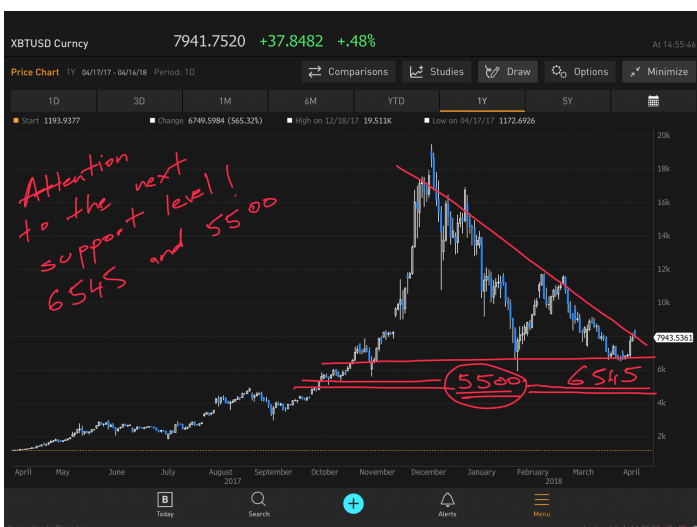 XBTUSD Curncy 7941.7520 +37.8482 +.48% At 14:55:46
Price Chart 1Y 04/17/17 - 04/16/18 Period: 1D Comparisons Studies Draw Options Minimize
1D 3D 1M 6M YTD 1Y 5Y
Start 1193.9377 Change 6749.5984 (565.32%) High on 12/18/17 19.511K Low on 04/17/17 1172.6926
Attention
to the next
support level!
6545 and 5500
20k
18k
16k
14k
12k
10k
7943.5361
6k
4k
2k
5500 6545
April May June July August September October November December January February March April
2017 2018
B
Today Search Alerts Menu